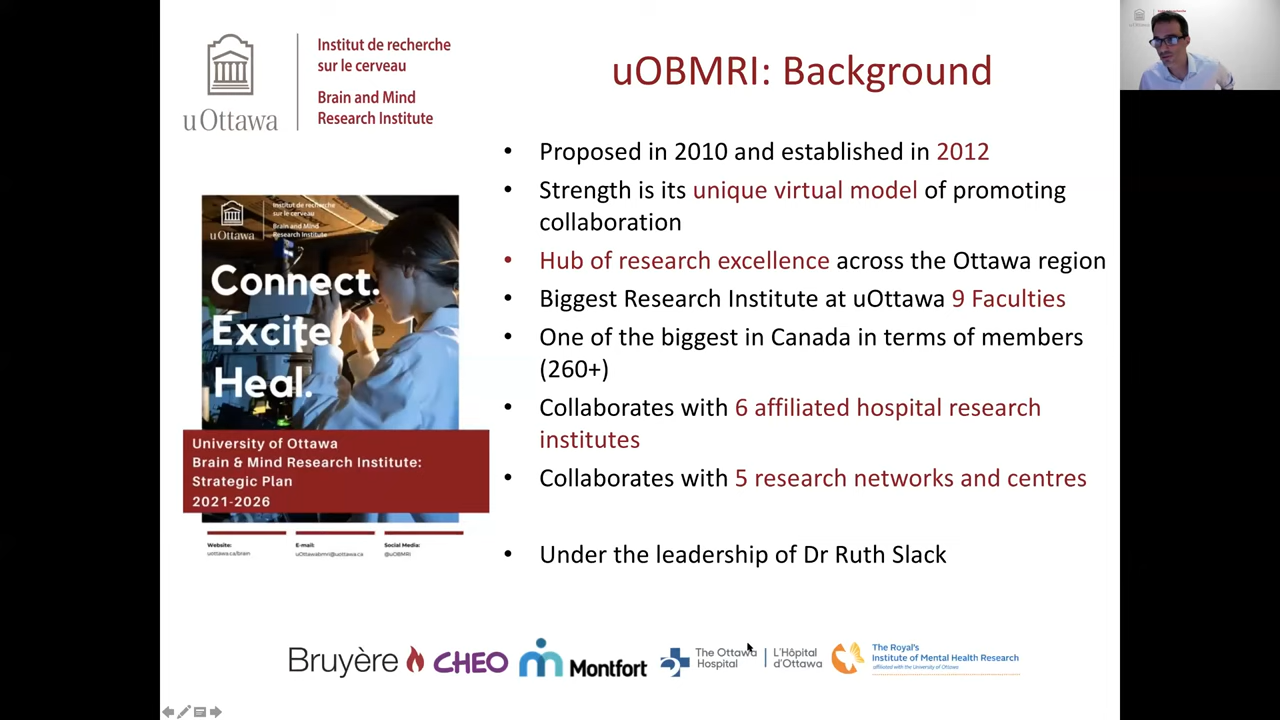 Institut de recherche
sur le cerveau
Brain and Mind
Research Institute
uOttawa
uOBMRI: Background
• Proposed in 2010 and established in 2012
• Strength is its unique virtual model of promoting
collaboration
• Hub of research excellence across the Ottawa region
• Biggest Research Institute at uOttawa 9 Faculties
• One of the biggest in Canada in terms of members
(260+)
• Collaborates with 6 affiliated hospital research
institutes
• Collaborates with 5 research networks and centres
• Under the leadership of Dr Ruth Slack
Institut de recherche
sur le cerveau
Brain and Mind
Research Institute
uOttawa
Connect.
Excite.
Heal.
University of Ottawa
Brain & Mind Research Institute:
Strategic Plan
2021-2026
Website:
uottawa.ca/brain
E-mail:
uOttawabmri@uottawa.ca
Social Media:
@uOBMRI
Bruyère
CHEO
Montfort
The Ottawa
Hospital
L'Hôpital
d'Ottawa
The Royal's
Institute of Mental Health Research
affiliated with the University of Ottawa